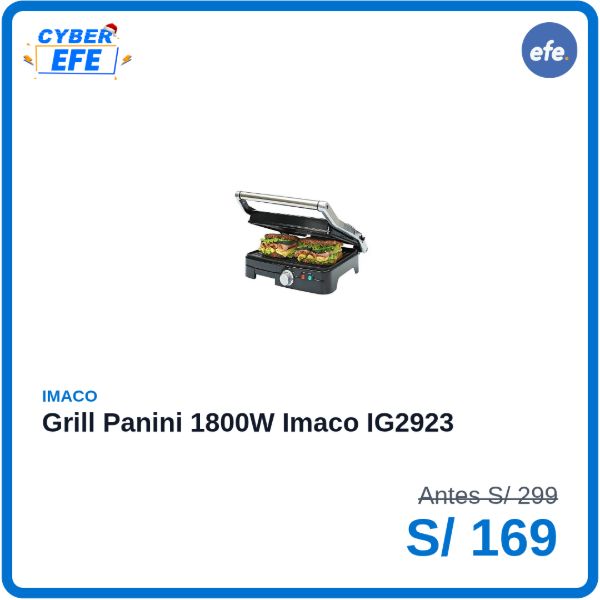 CYBER
EFE
efe.
IMACO
Grill Panini 1800W Imaco IG2923
Antes S/ 299
S/ 169